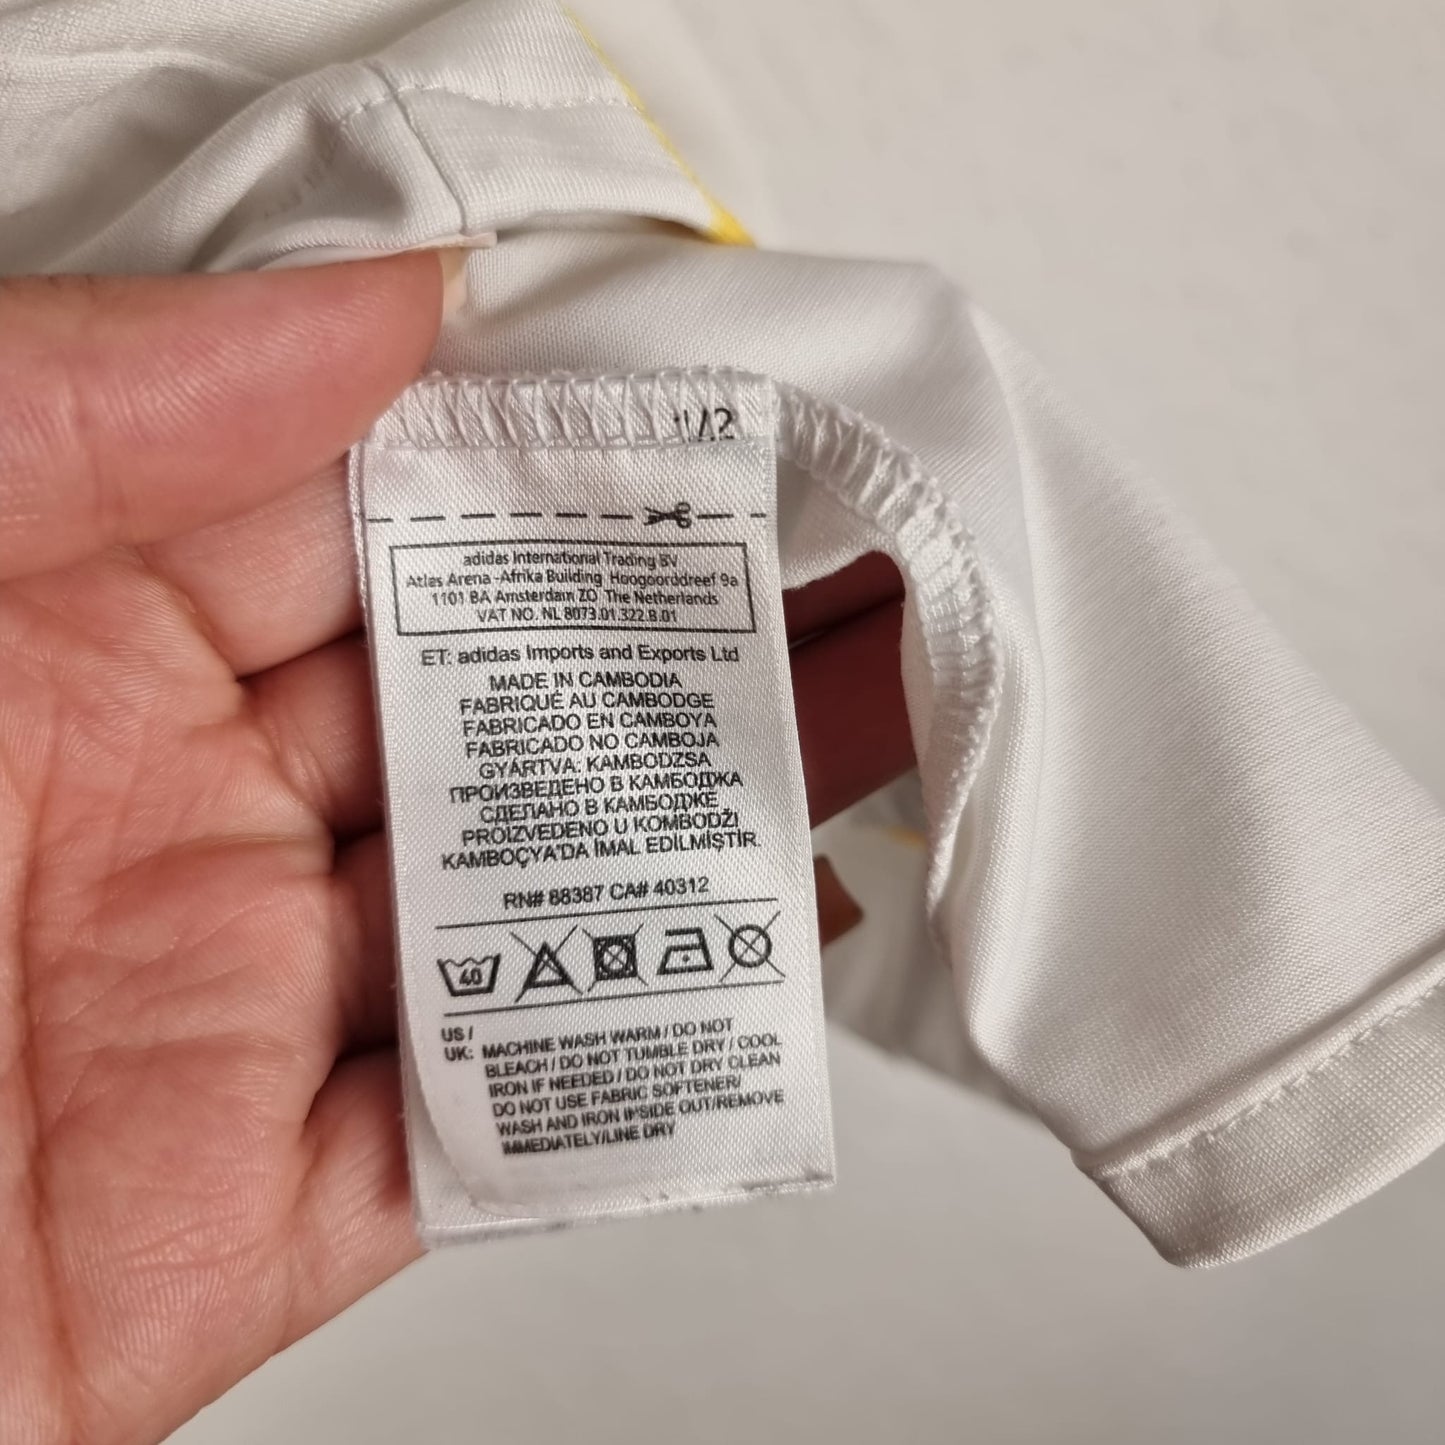 adidas International Trading BV
Atlas Arena -Afrika Building Hoogoorddreef 9a
1101 BA Amsterdam ZO The Netherlands
VAT NO. NL 8073.01.322.B.01
ET: adidas Imports and Exports Ltd
MADE IN CAMBODIA
FABRIQUÉ AU CAMBODGE
FABRICADO EN CAMBOYA
FABRICADO NO CAMBOJA
GYÁRTVA: KAMBODZSA
ПРОИЗВЕДЕНО В КАМБОДЖА
СДЕЛАНО В КАМБОДЖЕ
PROIZVEDENO U KOMBODŽI
KAMBOÇYA'DA İMAL EDİLMİŞTİR.
RN# 88387 CA# 40312
40
US /
UK: MACHINE WASH WARM / DO NOT
BLEACH / DO NOT TUMBLE DRY / COOL
IRON IF NEEDED / DO NOT DRY CLEAN
DO NOT USE FABRIC SOFTENER/
WASH AND IRON INSIDE OUT/REMOVE
IMMEDIATELY/LINE DRY